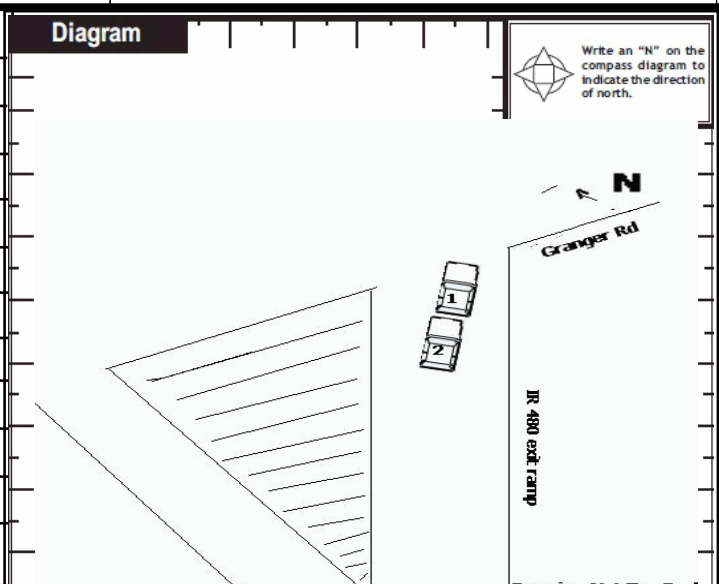 Diagram
Write an “N” on the
compass diagram to
indicate the direction
of north.
N
Granger Rd
1
2
IR 480 exit ramp